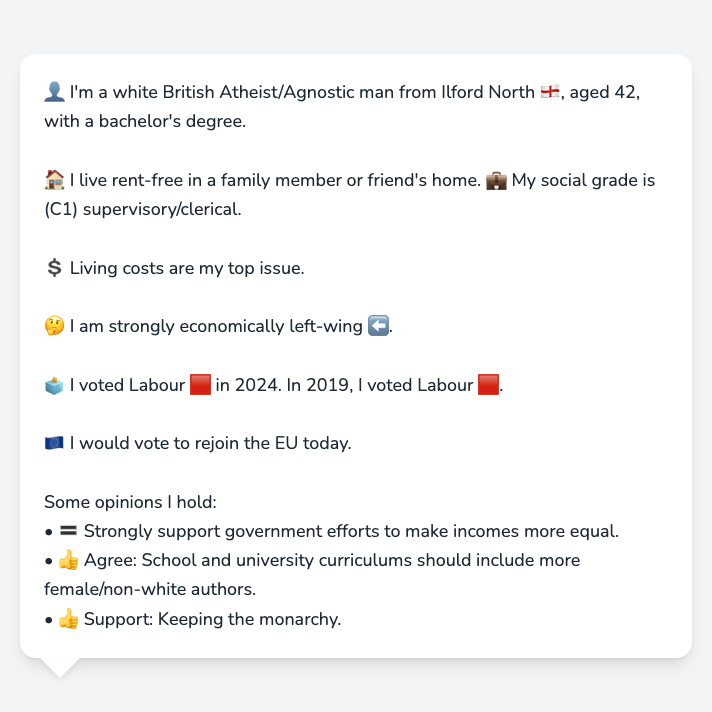 👤 I'm a white British Atheist/Agnostic man from Ilford North 🏴󠁧󠁢󠁥󠁮󠁧󠁿, aged 42,
with a bachelor's degree.
🏠 I live rent-free in a family member or friend's home. 💼 My social grade is
(C1) supervisory/clerical.
💲 Living costs are my top issue.
🤔 I am strongly economically left-wing ⬅️.
🗳️ I voted Labour 🟥 in 2024. In 2019, I voted Labour 🟥.
🇪🇺 I would vote to rejoin the EU today.
Some opinions I hold:
• 🟰 Strongly support government efforts to make incomes more equal.
• 👍 Agree: School and university curriculums should include more
female/non-white authors.
• 👍 Support: Keeping the monarchy.